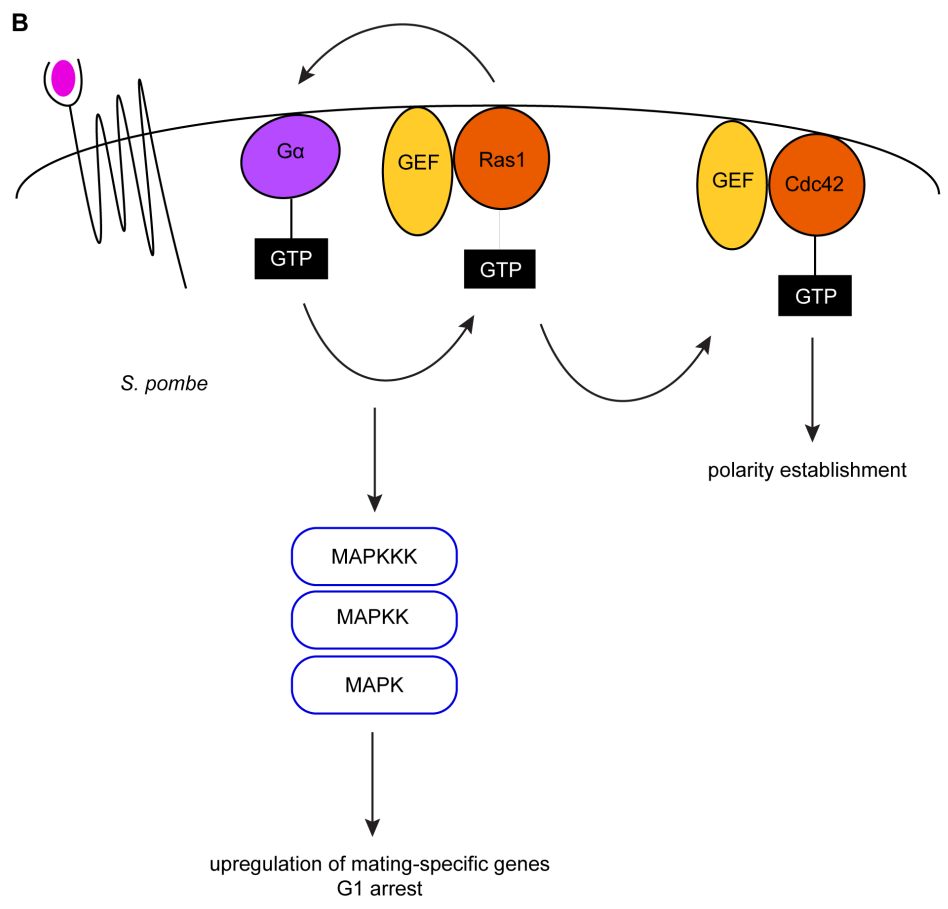 B
Gα
GEF
Ras1
GEF
Cdc42
GTP
GTP
GTP
S. pombe
polarity establishment
MAPKKK
MAPKK
MAPK
upregulation of mating-specific genes
G1 arrest